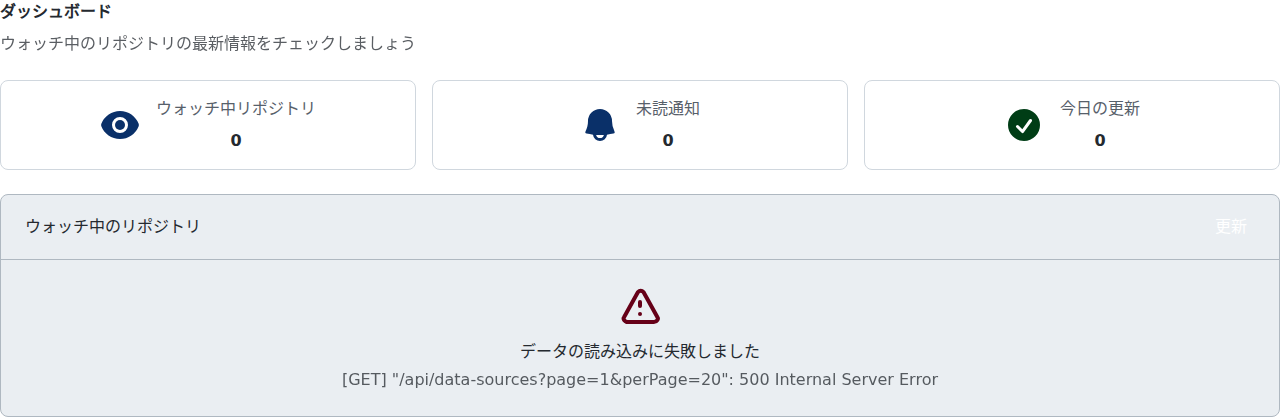 ダッシュボード
ウォッチ中のリポジトリの最新情報をチェックしましょう
ウォッチ中リポジトリ
0
未読通知
0
今日の更新
0
ウォッチ中のリポジトリ
更新
データの読み込みに失敗しました
[GET] "/api/data-sources?page=1&perPage=20": 500 Internal Server Error